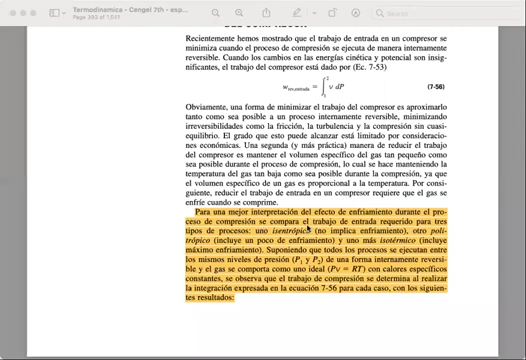 Termodinamica - Cengel 7th - esp...
Page 383 of 1,041
Search
DEL COMPRESOR
Recientemente hemos mostrado que el trabajo de entrada en un compresor se
minimiza cuando el proceso de compresión se ejecuta de manera internamente
reversible. Cuando los cambios en las energías cinética y potencial son insig-
nificantes, el trabajo del compresor está dado por (Ec. 7-53)
w rev,entrada = ∫₁² v dP (7-56)
Obviamente, una forma de minimizar el trabajo del compresor es aproximarlo
tanto como sea posible a un proceso internamente reversible, minimizando
irreversibilidades como la fricción, la turbulencia y la compresión sin cuasi-
equilibrio. El grado que esto puede alcanzar está limitado por consideracio-
nes económicas. Una segunda (y más práctica) manera de reducir el trabajo
del compresor es mantener el volumen específico del gas tan pequeño como
sea posible durante el proceso de compresión, lo cual se hace manteniendo la
temperatura del gas tan baja como sea posible durante la compresión, ya que
el volumen específico de un gas es proporcional a la temperatura. Por consi-
guiente, reducir el trabajo de entrada de un compresor requiere que el gas se
enfríe cuando se comprime.
Para una mejor interpretación del efecto de enfriamiento durante el pro-
ceso de compresión se compara el trabajo de entrada requerido para tres
tipos de procesos: uno isentrópico (no implica enfriamiento), otro poli-
trópico (incluye un poco de enfriamiento) y uno más isotérmico (incluye
máximo enfriamiento). Suponiendo que todos los procesos se ejecutan entre
los mismos niveles de presión (P₁ y P₂) de una forma internamente reversi-
ble y el gas se comporta como uno ideal (Pv = RT) con calores específicos
constantes, se observa que el trabajo de compresión se determina al realizar
la integración expresada en la ecuación 7-56 para cada caso, con los siguien-
tes resultados: